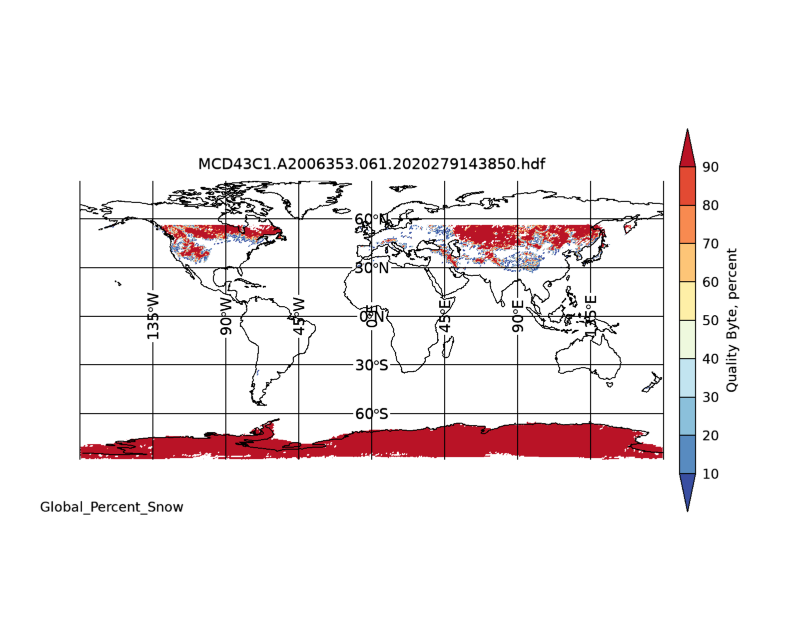 MCD43C1.A2006353.061.2020279143850.hdf
60°N
30°N
0°N
30°S
60°S
135°W
90°W
45°W
0°E
45°E
90°E
135°E
90
80
70
60
50
40
30
20
10
Quality Byte, percent
Global_Percent_Snow